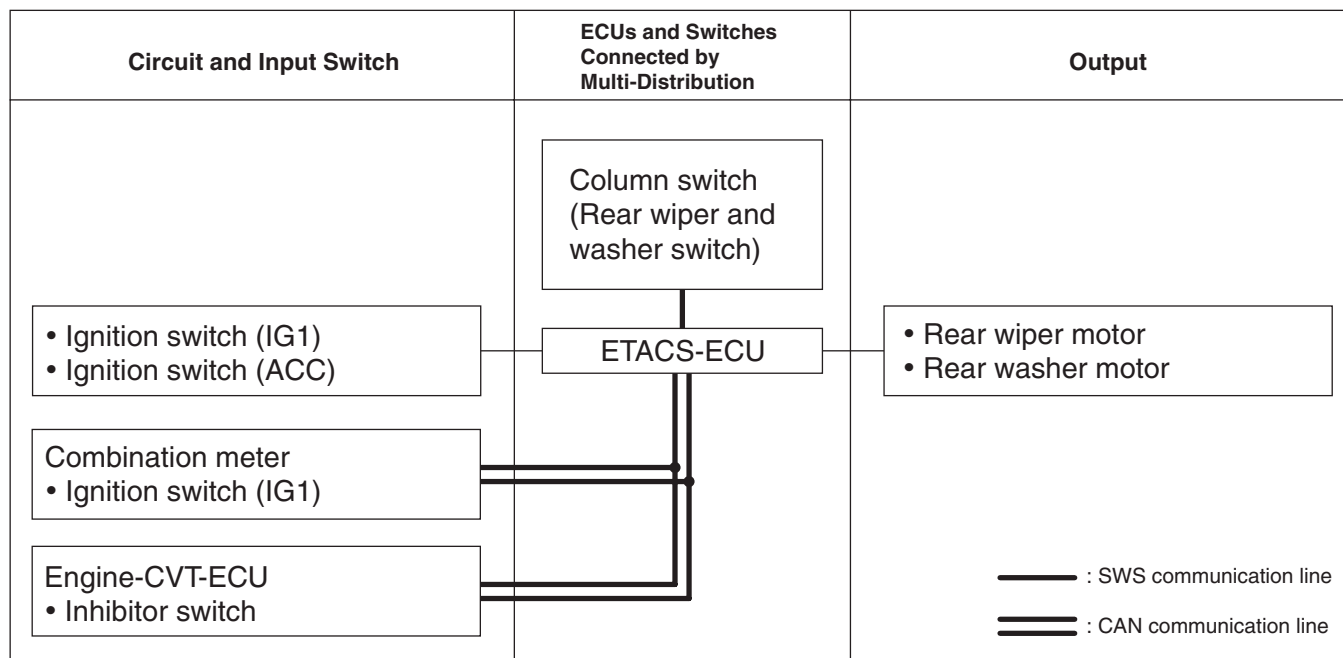 Circuit and Input Switch
ECUs and Switches
Connected by
Multi-Distribution
Output
Column switch
(Rear wiper and
washer switch)
• Ignition switch (IG1)
• Ignition switch (ACC)
ETACS-ECU
• Rear wiper motor
• Rear washer motor
Combination meter
• Ignition switch (IG1)
Engine-CVT-ECU
• Inhibitor switch
: SWS communication line
: CAN communication line